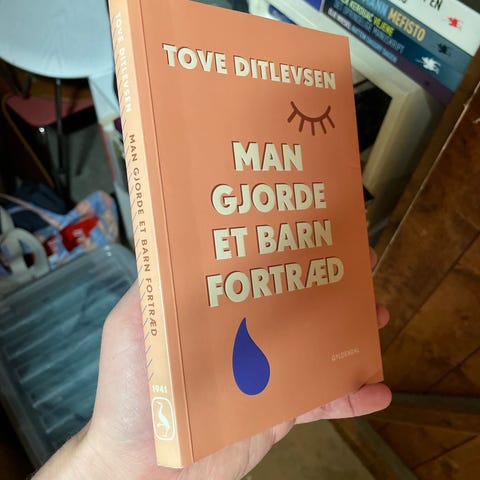 TOVE DITLEVSEN
MAN
GJORDE
ET BARN
FORTRÆD
GYLDENDAL
TOVE DITLEVSEN MAN GJORDE ET BARN FORTRÆD
1941
MEFISTO